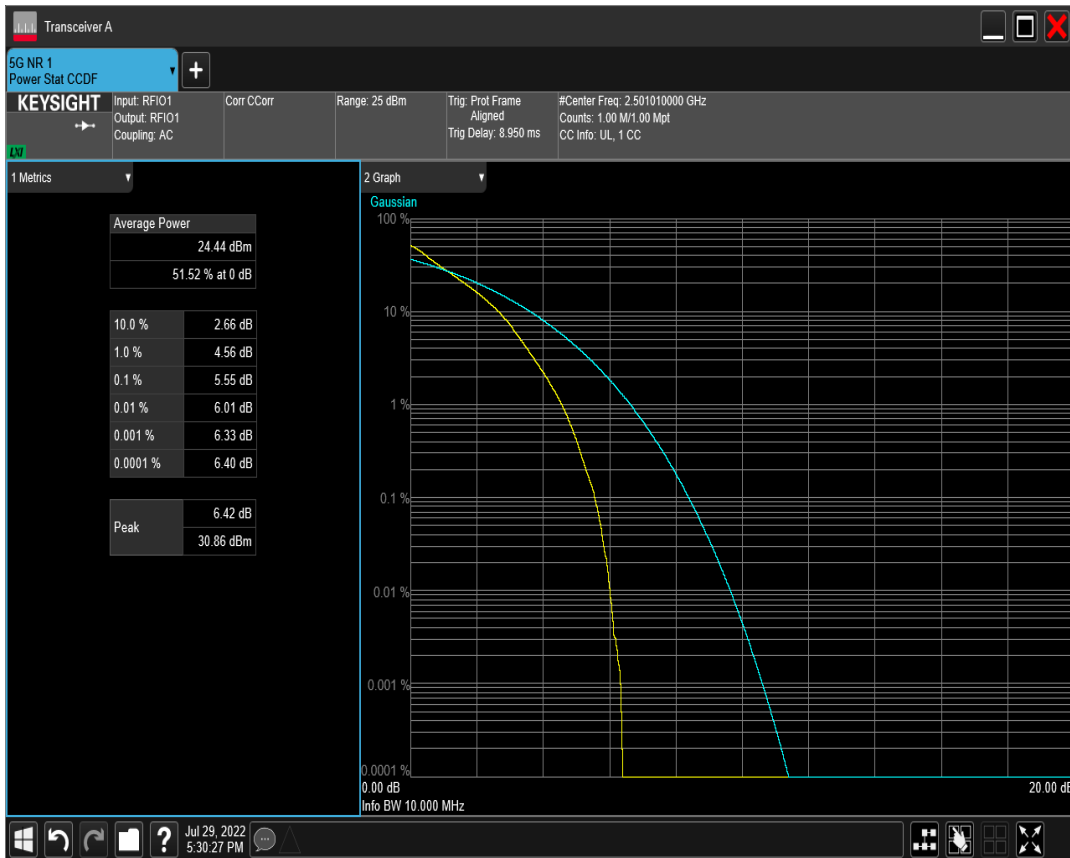 Transceiver A
5G NR 1
Power Stat CCDF
KEYSIGHT
LXI
Input: RFIO1
Output: RFIO1
Coupling: AC
Corr CCorr
Range: 25 dBm
Trig: Prot Frame
Aligned
Trig Delay: 8.950 ms
#Center Freq: 2.501010000 GHz
Counts: 1.00 M/1.00 Mpt
CC Info: UL, 1 CC
1 Metrics
Average Power
24.44 dBm
51.52 % at 0 dB
10.0 % 2.66 dB
1.0 % 4.56 dB
0.1 % 5.55 dB
0.01 % 6.01 dB
0.001 % 6.33 dB
0.0001 % 6.40 dB
Peak
6.42 dB
30.86 dBm
2 Graph
Gaussian
100 %
10 %
1 %
0.1 %
0.01 %
0.001 %
0.0001 %
0.00 dB 20.00 dB
Info BW 10.000 MHz
?
Jul 29, 2022
5:30:27 PM